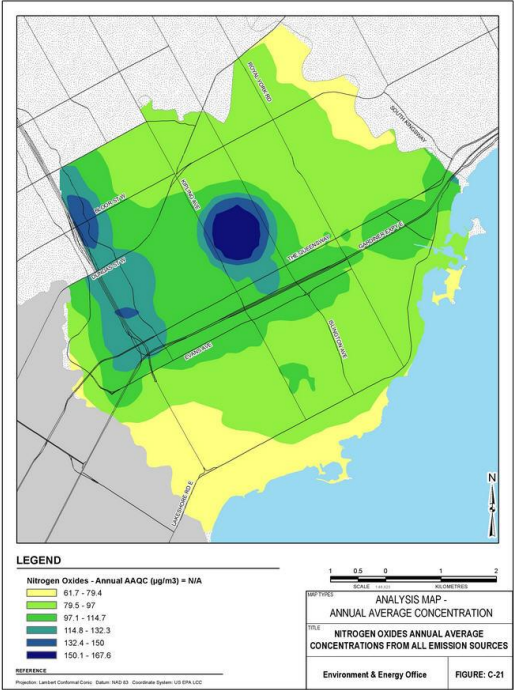 ROYAL YORK RD
SOUTH KINGSWAY
BLOOR ST W
KIPLING AVE
THE QUEENSWAY
GARDINER EXPY E
DUNDAS ST W
EVANS AVE
ISLINGTON AVE
LAKESHORE RD E
N
LEGEND
Nitrogen Oxides - Annual AAQC (µg/m3) = N/A
61.7 - 79.4
79.5 - 97
97.1 - 114.7
114.8 - 132.3
132.4 - 150
150.1 - 167.6
REFERENCE
Projection: Lambert Conformal Conic Datum: NAD 83 Coordinate System: US EPA LCC
1 0.5 0 1 2
SCALE KILOMETRES
MAP TYPES
ANALYSIS MAP -
ANNUAL AVERAGE CONCENTRATION
TITLE
NITROGEN OXIDES ANNUAL AVERAGE
CONCENTRATIONS FROM ALL EMISSION SOURCES
Environment & Energy Office
FIGURE: C-21